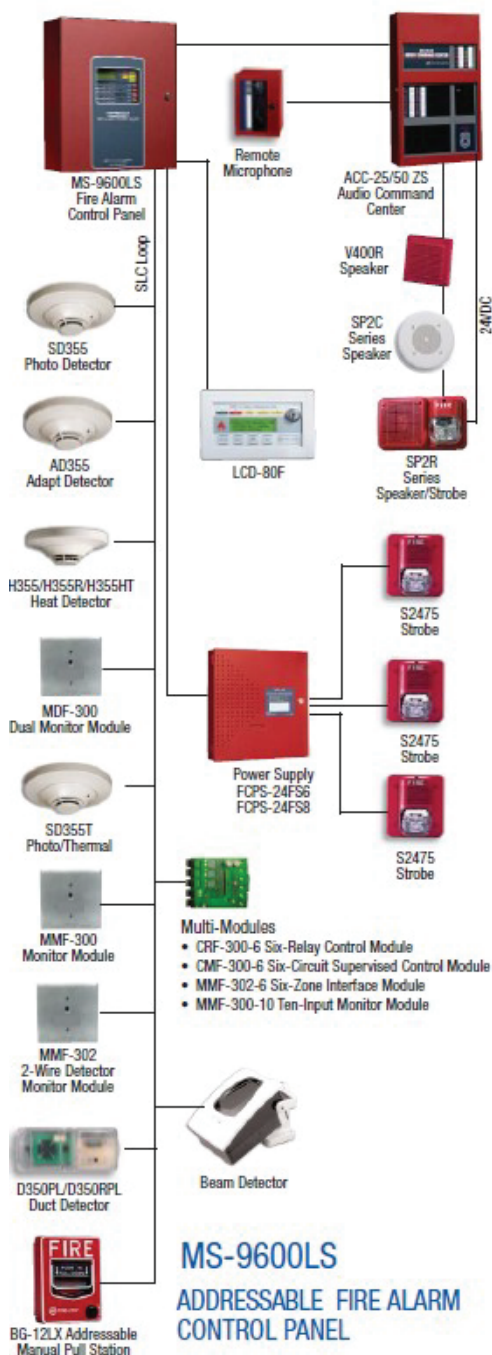 MS-9600LS
Fire Alarm
Control Panel
Remote
Microphone
ACC-25/50 ZS
Audio Command
Center
SLC Loop
V400R
Speaker
24VDC
SP2C
Series
Speaker
SD355
Photo Detector
LCD-80F
FIRE
SP2R
Series
Speaker/Strobe
AD355
Adapt Detector
H355/H355R/H355HT
Heat Detector
FIRE
S2475
Strobe
MDF-300
Dual Monitor Module
FIRE
S2475
Strobe
Power Supply
FCPS-24FS6
FCPS-24FS8
SD355T
Photo/Thermal
FIRE
S2475
Strobe
Multi-Modules
• CRF-300-6 Six-Relay Control Module
• CMF-300-6 Six-Circuit Supervised Control Module
• MMF-302-6 Six-Zone Interface Module
• MMF-300-10 Ten-Input Monitor Module
MMF-300
Monitor Module
MMF-302
2-Wire Detector
Monitor Module
Beam Detector
D350PL/D350RPL
Duct Detector
FIRE
BG-12LX Addressable
Manual Pull Station
MS-9600LS
ADDRESSABLE FIRE ALARM
CONTROL PANEL